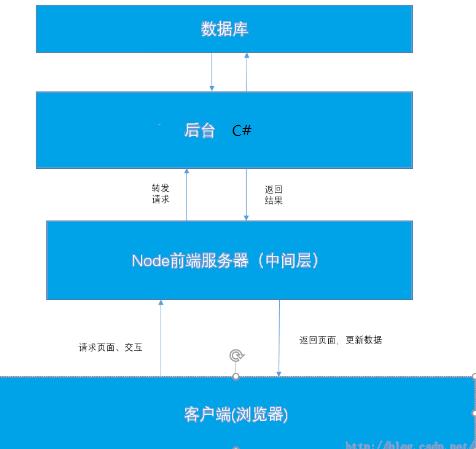 数据库
后台 C#
转发
请求
返回
结果
Node前端服务器（中间层）
请求页面、交互
返回页面，更新数据
客户端(浏览器)
http://blog.csdn.net/